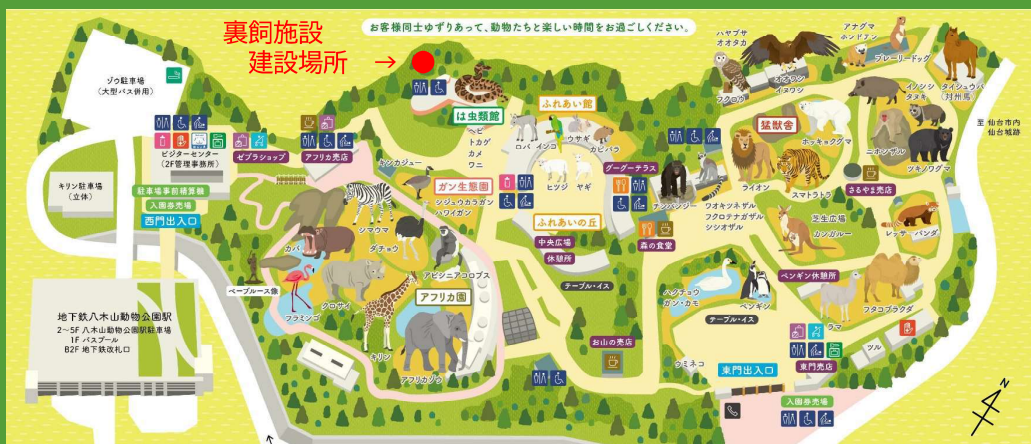 お客様同士ゆずりあって、動物たちと楽しい時間をお過ごしください。
裏飼施設
建設場所 →
ゾウ駐車場
(大型バス併用)
キリン駐車場
(立体)
ビジターセンター
(2F管理事務所)
駐車場事前精算機
入園券売場
西門出入口
ゼブラショップ
アフリカ売店
地下鉄八木山動物公園駅
2~5F 八木山動物公園駅駐車場
1F バスプール
B2F 地下鉄改札口
ベーブルース像
カバ
シマウマ
ダチョウ
フラミンゴ
クロサイ
キリン
アフリカゾウ
アビシニアコロブス
アフリカ園
キンカジュー
ガン生態園
シジュウカラガン
ハワイガン
は虫類館
ヘビ
トカゲ
カメ
ワニ
ふれあい館
ロバ
インコ
ウサギ
カピバラ
ヒツジ
ヤギ
ふれあいの丘
中央広場
休憩所
テーブル・イス
お山の売店
グーグーテラス
森の食堂
チンパンジー
ワオキツネザル
フクロテナガザル
シシオザル
ハヤブサ
オオタカ
フクロウ
オオワシ
イヌワシ
アナグマ
ホンドテン
プレーリードッグ
イノシシ
タヌキ
タイシュウバ
(対州馬)
至 仙台市内
仙台城跡
猛獣舎
ホッキョクグマ
ライオン
スマトラトラ
ニホンザル
ツキノワグマ
さるやま売店
芝生広場
カンガルー
レッサーパンダ
ペンギン休憩所
ハクチョウ
ガン・カモ
ペンギン
テーブル・イス
ラマ
フタコブラクダ
ツル
東門売店
ウミネコ
東門出入口
入園券売場
N